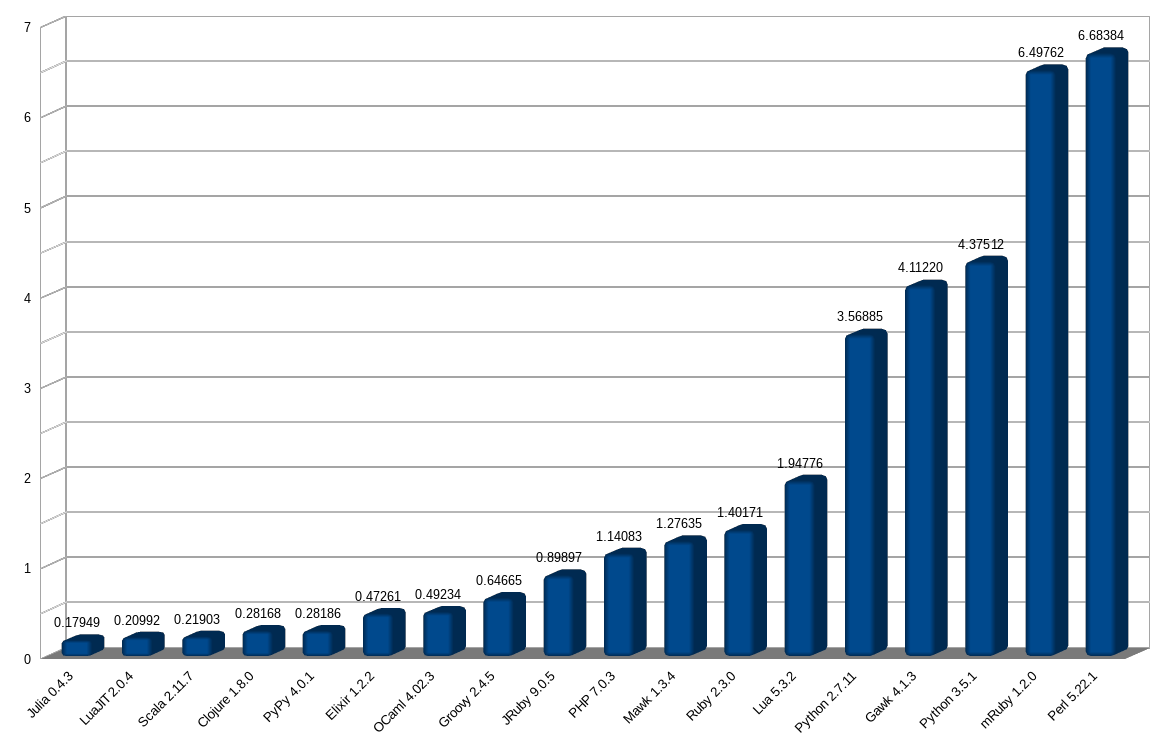 7
6
5
4
3
2
1
0
0.17949
0.20992
0.21903
0.28168
0.28186
0.47261
0.49234
0.64665
0.89897
1.14083
1.27635
1.40171
1.94776
3.56885
4.11220
4.37512
6.49762
6.68384
Julia 0.4.3
LuaJIT 2.0.4
Scala 2.11.7
Clojure 1.8.0
PyPy 4.0.1
Elixir 1.2.2
OCaml 4.02.3
Groovy 2.4.5
JRuby 9.0.5
PHP 7.0.3
Mawk 1.3.4
Ruby 2.3.0
Lua 5.3.2
Python 2.7.11
Gawk 4.1.3
Python 3.5.1
mRuby 1.2.0
Perl 5.22.1